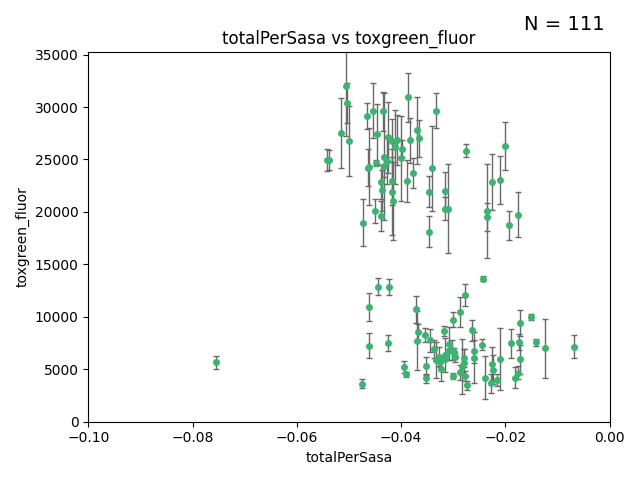 N = 111
totalPerSasa vs toxgreen_fluor
toxgreen_fluor
35000
30000
25000
20000
15000
10000
5000
0
−0.10 −0.08 −0.06 −0.04 −0.02 0.00
totalPerSasa